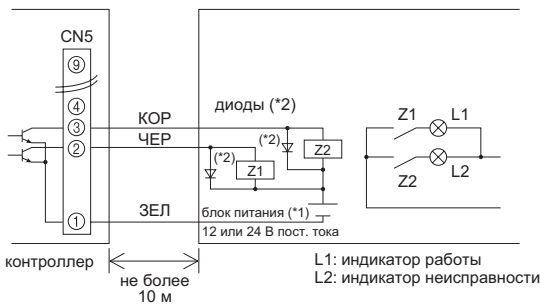 CN5
⑨
④
③
②
①
КОР
ЧЕР
ЗЕЛ
диоды (*2)
(*2)
Z2
(*2)
Z1
блок питания (*1)
12 или 24 В пост. тока
Z1 L1
Z2 L2
контроллер
не более
10 м
L1: индикатор работы
L2: индикатор неисправности